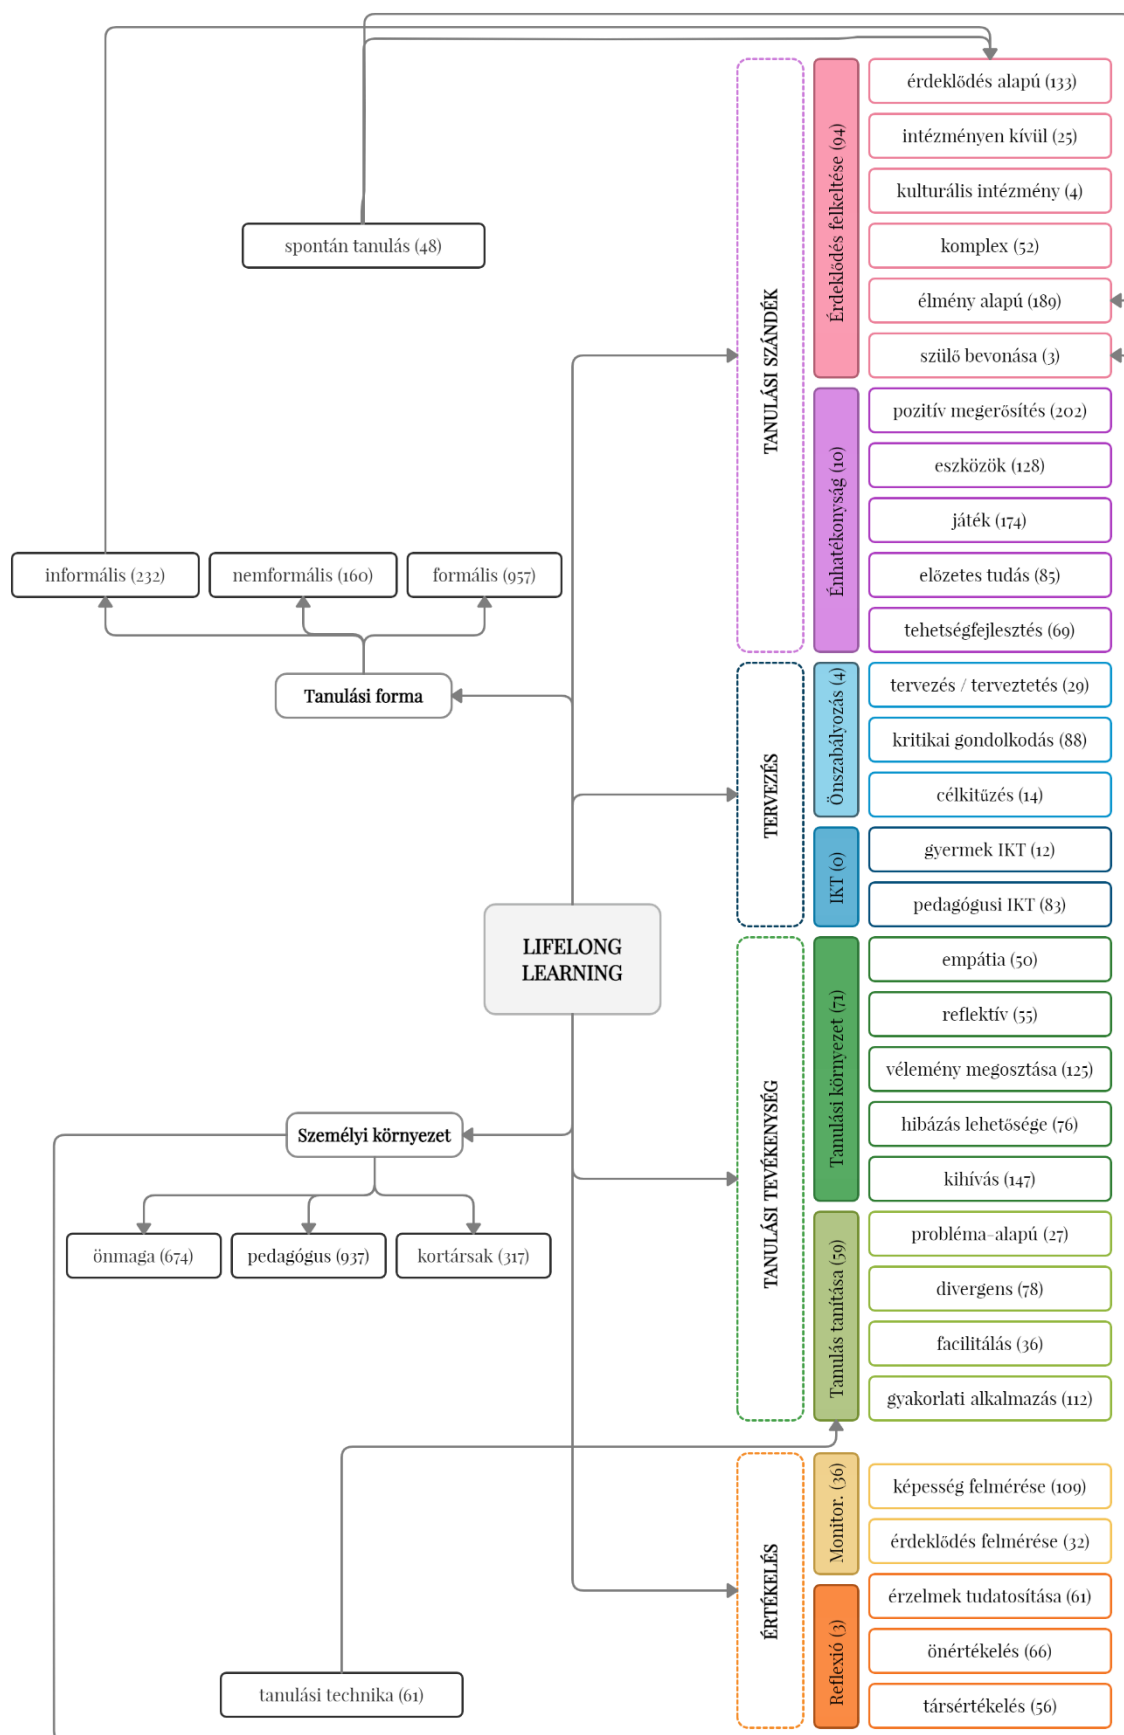 spontán tanulás (48)
informális (232)
nemformális (160)
formális (957)
Tanulási forma
LIFELONG
LEARNING
Személyi környezet
önmaga (674)
pedagógus (937)
kortársak (317)
tanulási technika (61)
TANULÁSI SZÁNDÉK
Érdeklődés felkeltése (94)
érdeklődés alapú (133)
intézményen kívül (25)
kulturális intézmény (4)
komplex (52)
élmény alapú (189)
szülő bevonása (3)
Énhatékonyság (10)
pozitív megerősítés (202)
eszközök (128)
játék (174)
előzetes tudás (85)
tehetségfejlesztés (69)
TERVEZÉS
Önszabályozás (4)
tervezés / terveztetés (29)
kritikai gondolkodás (88)
célkitűzés (14)
IKT (0)
gyermek IKT (12)
pedagógusi IKT (83)
TANULÁSI TEVÉKENYSÉG
Tanulási környezet (71)
empátia (50)
reflektív (55)
vélemény megosztása (125)
hibázás lehetősége (76)
kihívás (147)
Tanulás tanítása (59)
probléma-alapú (27)
divergens (78)
facilitálás (36)
gyakorlati alkalmazás (112)
ÉRTÉKELÉS
Monitor. (36)
képesség felmérése (109)
érdeklődés felmérése (32)
Reflexió (3)
érzelmek tudatosítása (61)
önértékelés (66)
társértékelés (56)